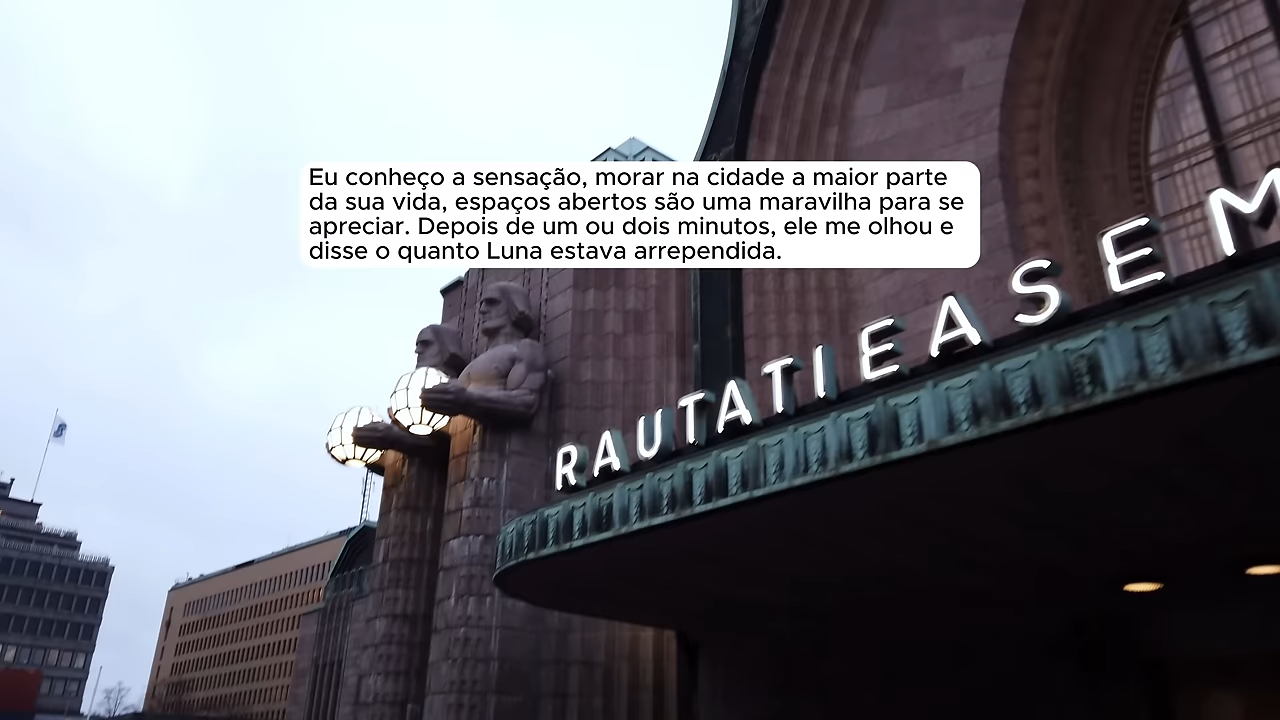 Eu conheço a sensação, morar na cidade a maior parte
da sua vida, espaços abertos são uma maravilha para se
apreciar. Depois de um ou dois minutos, ele me olhou e
disse o quanto Luna estava arrependida.
RAUTATIEASEM